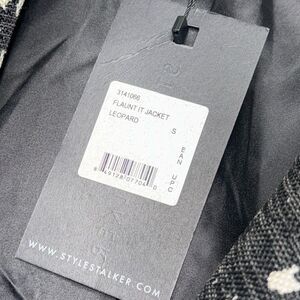 3141066
FLAUNT IT JACKET
LEOPARD
S
EAN
UPC
WWW.STYLESTALKER.COM